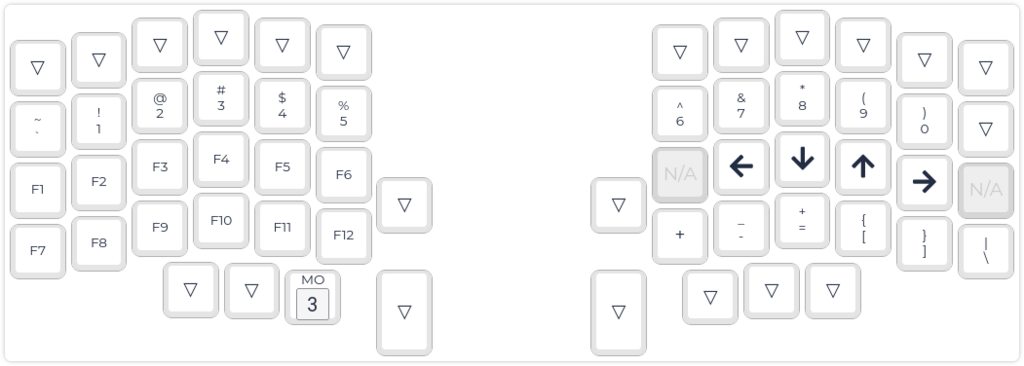 ▽ ▽ ▽ ▽ ▽ ▽ ▽ ▽ ▽ ▽ ▽ ▽
~ ! @ # $ % ^ & * ( )
` 1 2 3 4 5 6 7 8 9 0 ▽
F1 F2 F3 F4 F5 F6 N/A ← ↓ ↑ → N/A
▽ ▽
F7 F8 F9 F10 F11 F12 + _ + { } |
- = [ ] \
MO
▽ ▽ 3 ▽ ▽ ▽ ▽ ▽